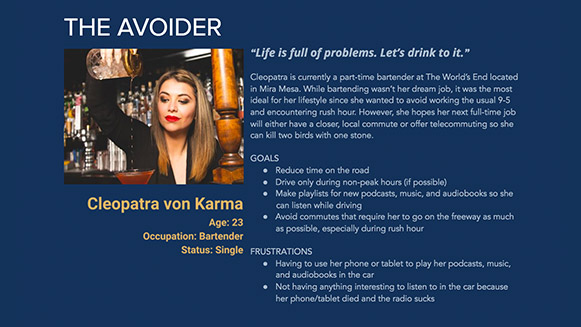 THE AVOIDER
“Life is full of problems. Let’s drink to it.”
Cleopatra is currently a part-time bartender at The World’s End located
in Mira Mesa. While bartending wasn’t her dream job, it was the most
ideal for her lifestyle since she wanted to avoid working the usual 9-5
and encountering rush hour. However, she hopes her next full-time job
will either have a closer, local commute or offer telecommuting so she
can kill two birds with one stone.
GOALS
● Reduce time on the road
● Drive only during non-peak hours (if possible)
● Make playlists for new podcasts, music, and audiobooks so she
can listen while driving
● Avoid commutes that require her to go on the freeway as much
as possible, especially during rush hour
FRUSTRATIONS
● Having to use her phone or tablet to play her podcasts, music,
and audiobooks in the car
● Not having anything interesting to listen to in the car because
her phone/tablet died and the radio sucks
Cleopatra von Karma
Age: 23
Occupation: Bartender
Status: Single